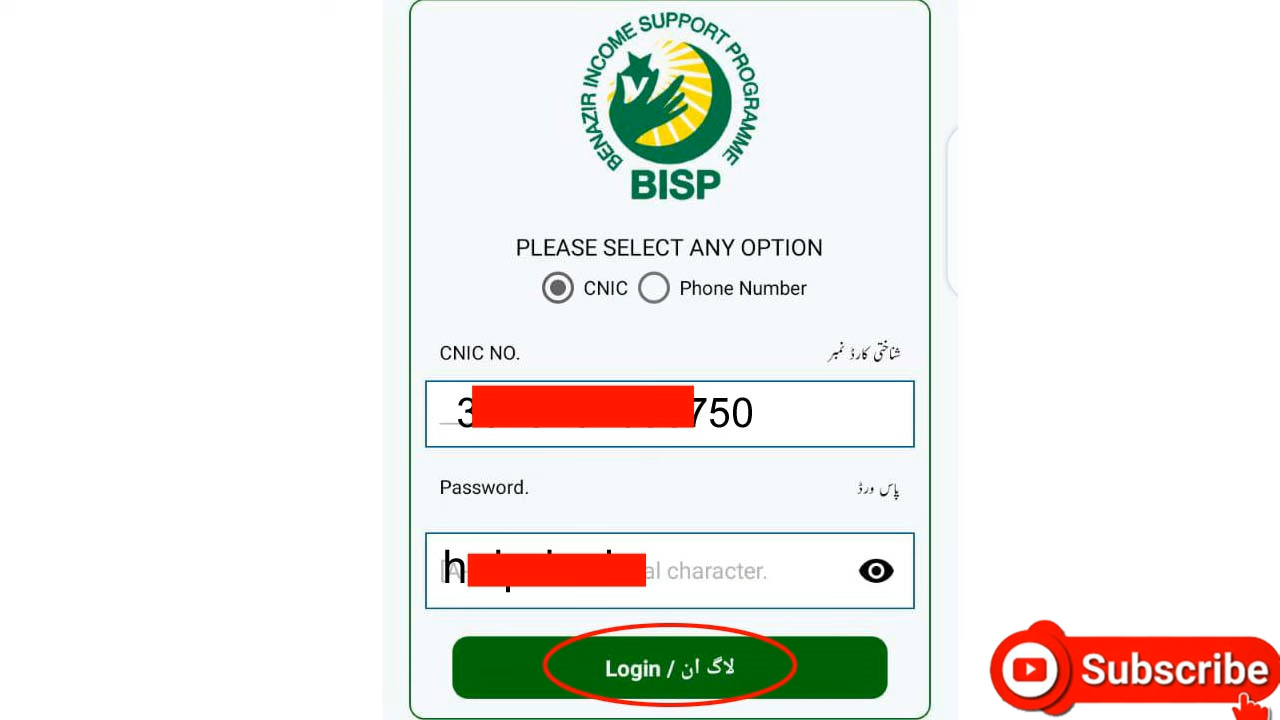 BENAZIR INCOME SUPPORT PROGRAMME
BISP
PLEASE SELECT ANY OPTION
CNIC Phone Number
CNIC NO. شناختی کارڈ نمبر
3 750
Password. پاس ورڈ
h al character.
Login / لاگ ان
Subscribe